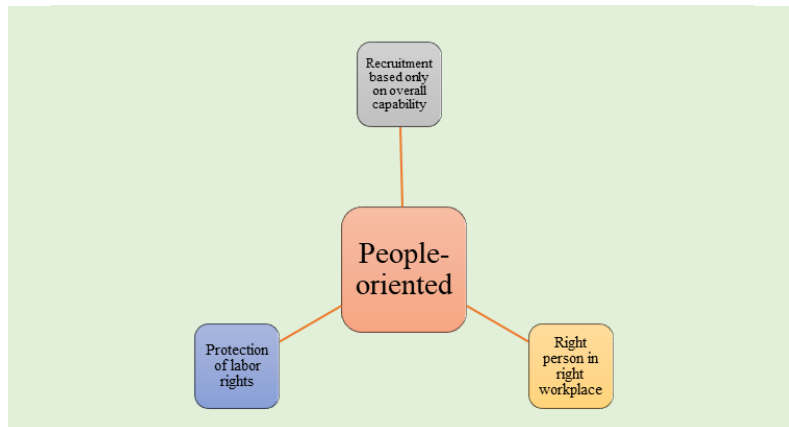 Recruitment
based only
on overall
capability
People-
oriented
Protection
of labor
rights
Right
person in
right
workplace